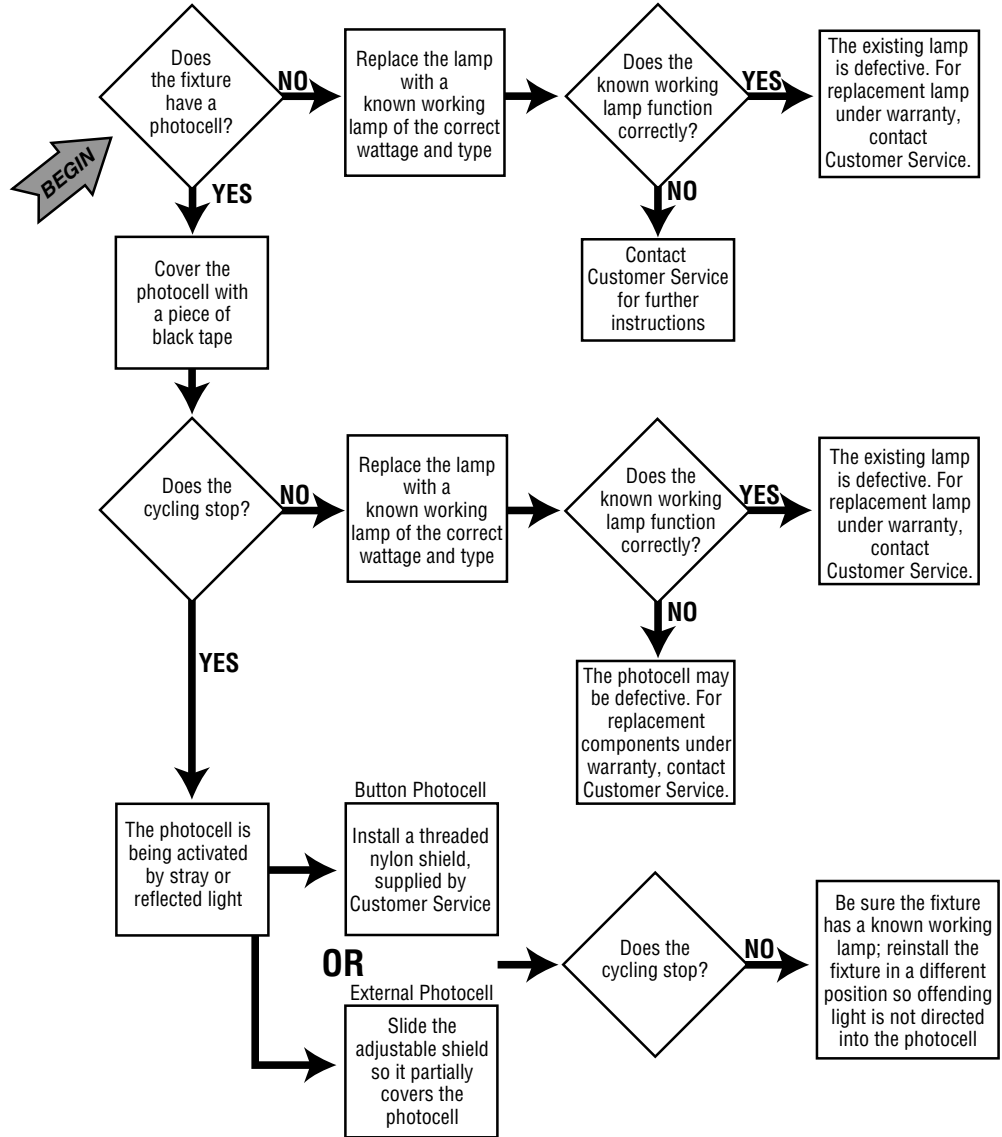 BEGIN
Does
the fixture
have a
photocell?
NO
Replace the lamp
with a
known working
lamp of the correct
wattage and type
Does the
known working
lamp function
correctly?
YES
The existing lamp
is defective. For
replacement lamp
under warranty,
contact
Customer Service.
NO
Contact
Customer Service
for further
instructions
YES
Cover the
photocell with
a piece of
black tape
Does the
cycling stop?
NO
Replace the lamp
with a
known working
lamp of the correct
wattage and type
Does the
known working
lamp function
correctly?
YES
The existing lamp
is defective. For
replacement lamp
under warranty,
contact
Customer Service.
NO
The photocell may
be defective. For
replacement
components under
warranty, contact
Customer Service.
YES
The photocell is
being activated
by stray or
reflected light
Button Photocell
Install a threaded
nylon shield,
supplied by
Customer Service
OR
External Photocell
Slide the
adjustable shield
so it partially
covers the
photocell
Does the
cycling stop?
NO
Be sure the fixture
has a known working
lamp; reinstall the
fixture in a different
position so offending
light is not directed
into the photocell